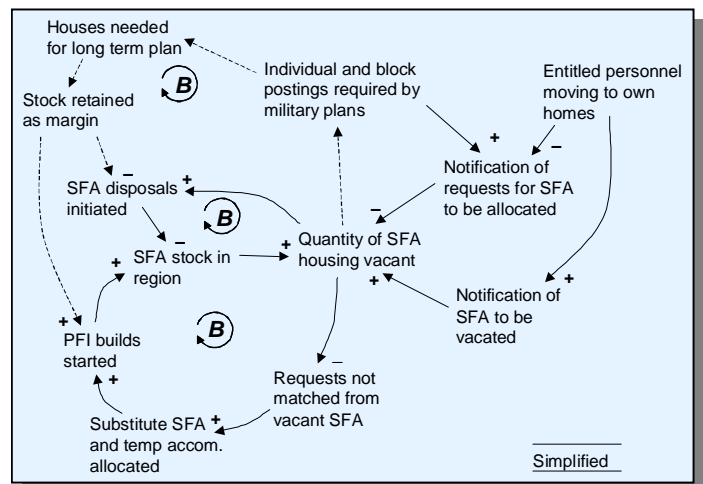 Houses needed
for long term plan
B
Individual and block
postings required by
military plans
Entitled personnel
moving to own
homes
Stock retained
as margin
+
–
Notification of
requests for SFA
to be allocated
–
SFA disposals
initiated
+
B
–
–
SFA stock in
region
+
+
Quantity of SFA
housing vacant
+
Notification of
SFA to be
vacated
+
B
+
PFI builds
started
+
–
Requests not
matched from
vacant SFA
Substitute SFA
and temp accom.
allocated
+
Simplified